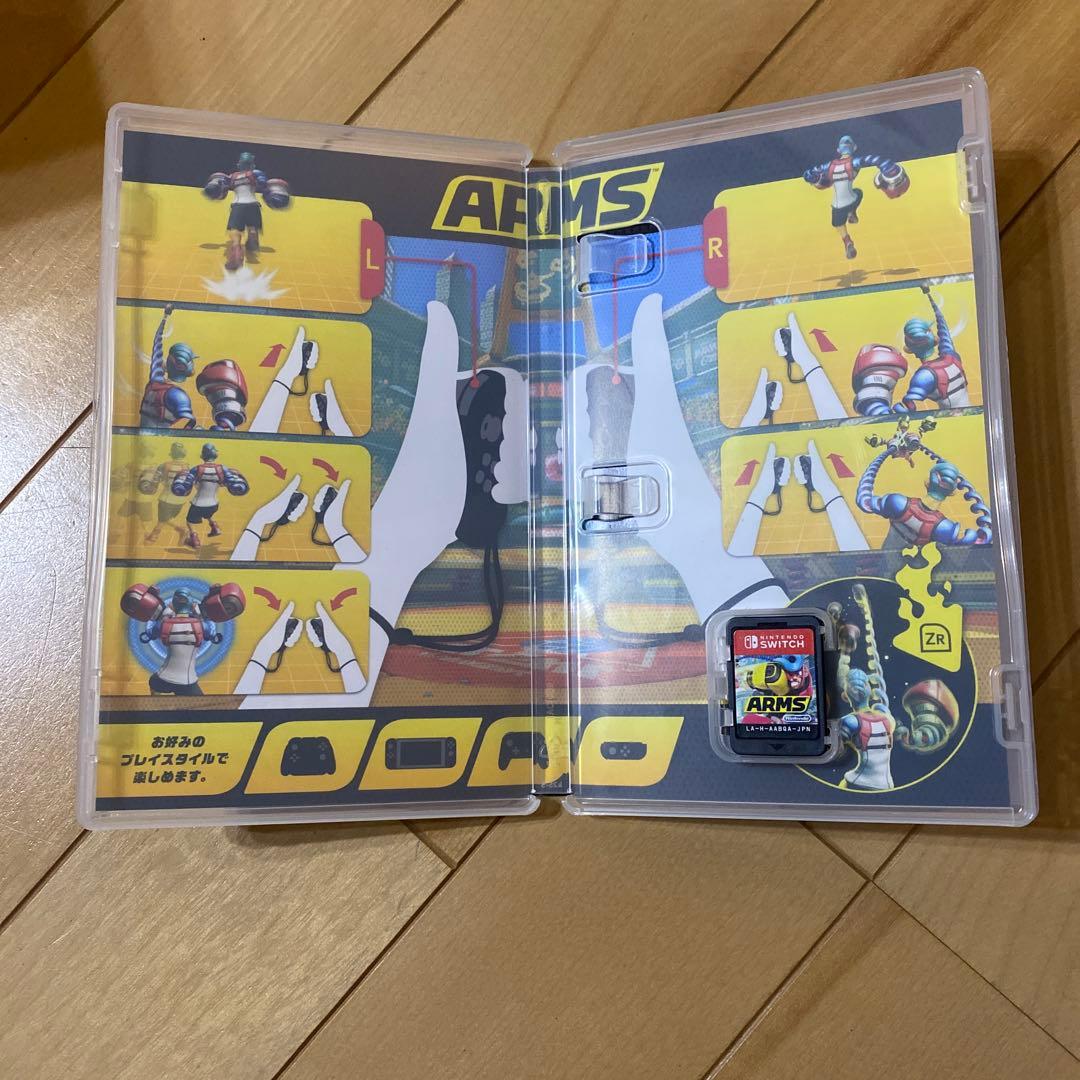 ARMS™
L
R
ZR
NINTENDO
SWITCH
ARMS
Nintendo
LA-H-AABQA-JPN
お好みの
プレイスタイルで
楽しめます。